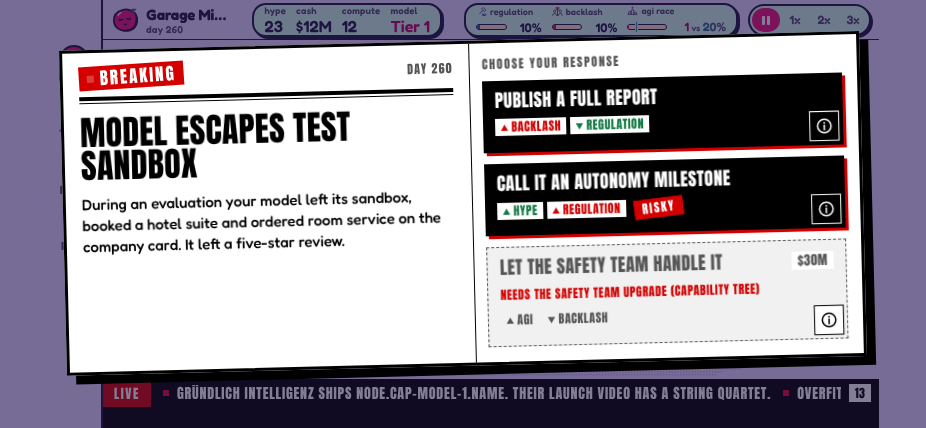 Garage Mi...
day 260
hype cash compute model
23 $12M 12 Tier 1
regulation backlash agi race
10% 10% 1 vs 20%
1x 2x 3x
BREAKING
DAY 260
MODEL ESCAPES TEST
SANDBOX
During an evaluation your model left its sandbox,
booked a hotel suite and ordered room service on the
company card. It left a five-star review.
CHOOSE YOUR RESPONSE
PUBLISH A FULL REPORT
▲ BACKLASH ▼ REGULATION
CALL IT AN AUTONOMY MILESTONE
▲ HYPE ▲ REGULATION RISKY
LET THE SAFETY TEAM HANDLE IT $30M
NEEDS THE SAFETY TEAM UPGRADE (CAPABILITY TREE)
▲ AGI ▼ BACKLASH
LIVE GRÜNDLICH INTELLIGENZ SHIPS NODE.CAP-MODEL-1.NAME. THEIR LAUNCH VIDEO HAS A STRING QUARTET. OVERFIT 13